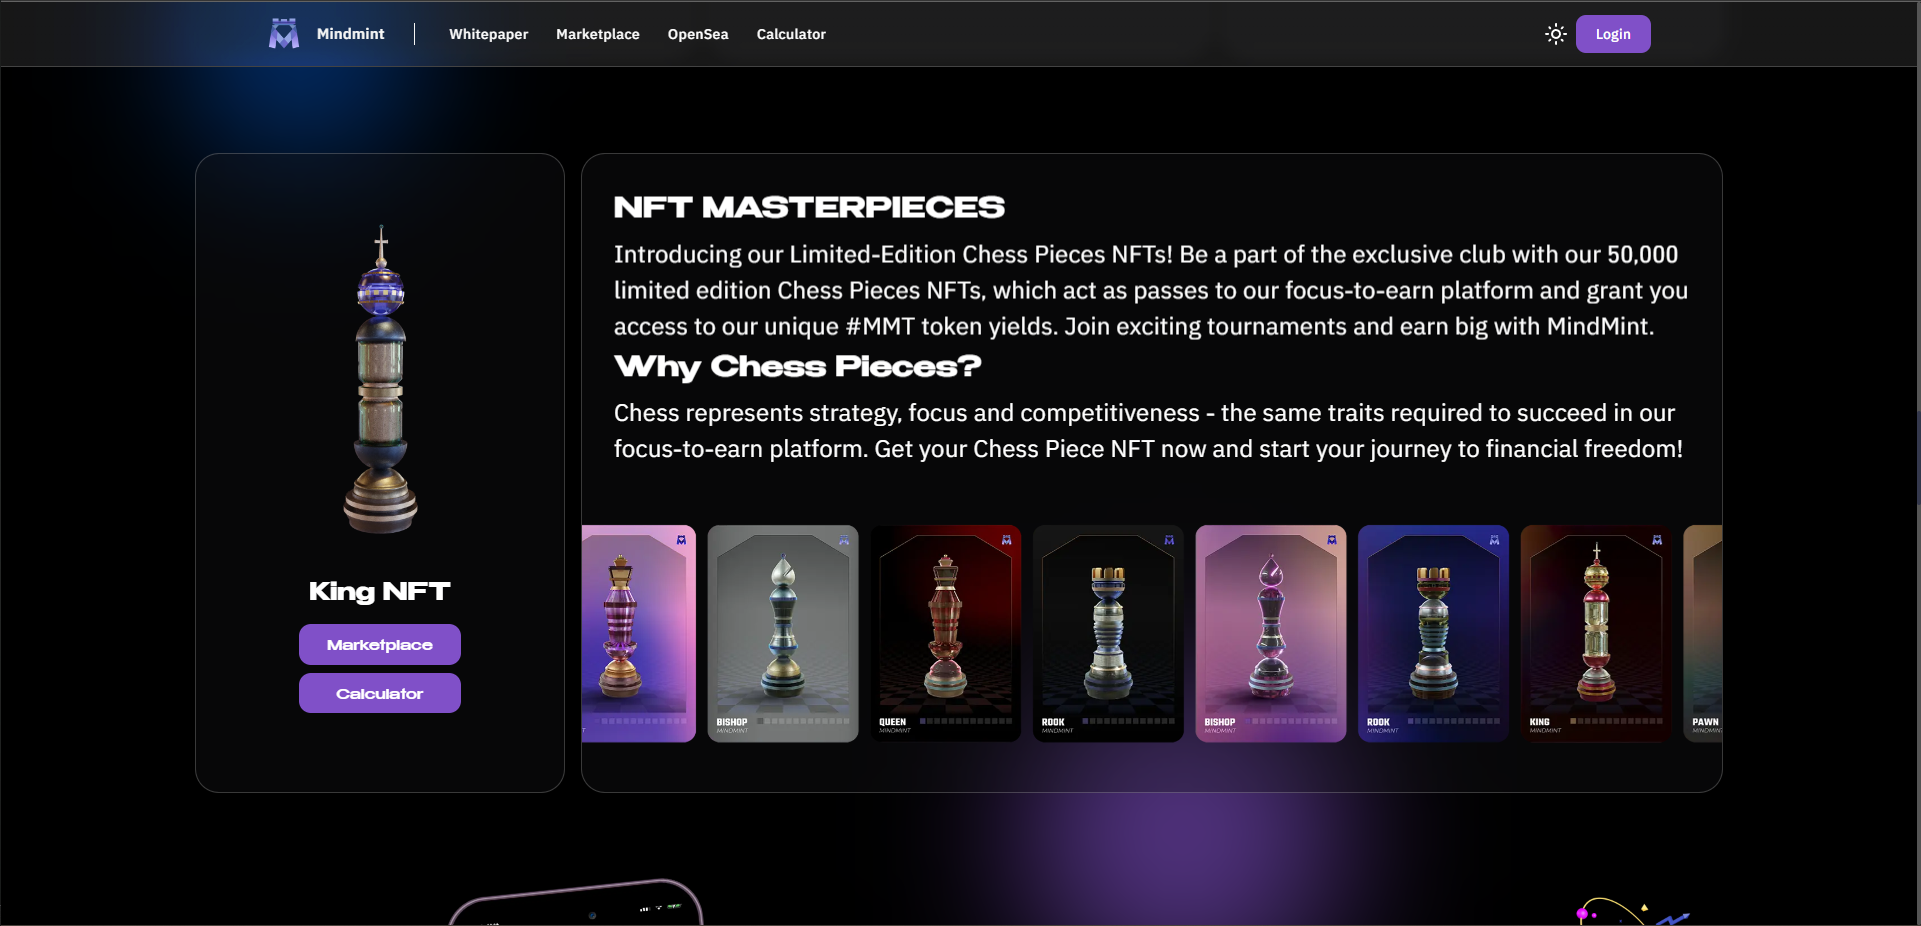 Mindmint
Whitepaper
Marketplace
OpenSea
Calculator
Login
King NFT
Marketplace
Calculator
NFT MASTERPIECES
Introducing our Limited-Edition Chess Pieces NFTs! Be a part of the exclusive club with our 50,000
limited edition Chess Pieces NFTs, which act as passes to our focus-to-earn platform and grant you
access to our unique #MMT token yields. Join exciting tournaments and earn big with MindMint.
Why Chess Pieces?
Chess represents strategy, focus and competitiveness - the same traits required to succeed in our
focus-to-earn platform. Get your Chess Piece NFT now and start your journey to financial freedom!
BISHOP
MINDMINT
QUEEN
MINDMINT
ROOK
MINDMINT
BISHOP
MINDMINT
ROOK
MINDMINT
KING
MINDMINT
PAWN